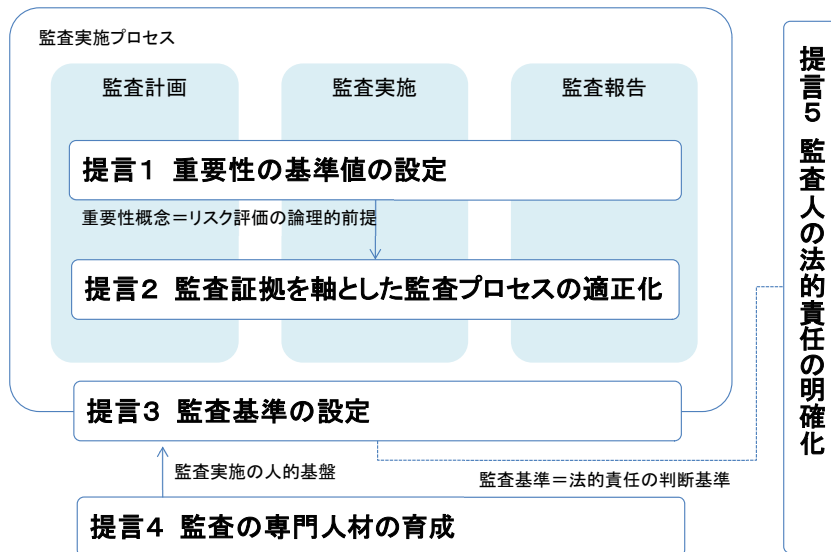 監査実施プロセス
監査計画
監査実施
監査報告
提言1 重要性の基準値の設定
重要性概念＝リスク評価の論理的前提
提言2 監査証拠を軸とした監査プロセスの適正化
提言3 監査基準の設定
監査実施の人的基盤
監査基準＝法的責任の判断基準
提言4 監査の専門人材の育成
提言5 監査人の法的責任の明確化